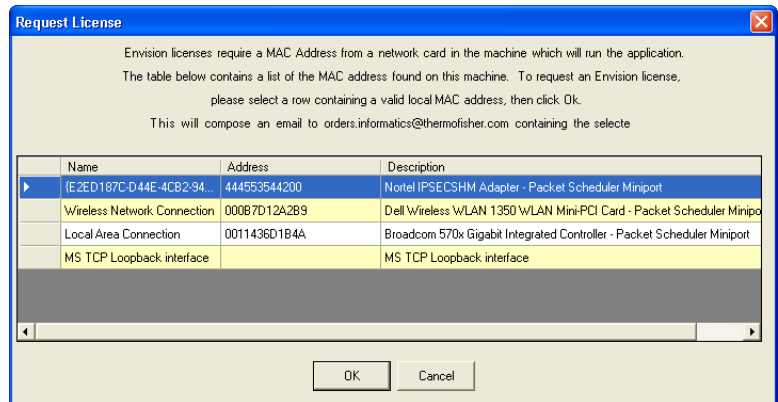 Request License
Envision licenses require a MAC Address from a network card in the machine which will run the application.
The table below contains a list of the MAC address found on this machine. To request an Envision license,
please select a row containing a valid local MAC address, then click Ok.
This will compose an email to orders.informatics@thermofisher.com containing the selecte
Name Address Description
{E2ED187C-D44E-4CB2-94... 444553544200 Nortel IPSECSHM Adapter - Packet Scheduler Miniport
Wireless Network Connection 000B7D12A2B9 Dell Wireless WLAN 1350 WLAN Mini-PCI Card - Packet Scheduler Minipo
Local Area Connection 0011436D1B4A Broadcom 570x Gigabit Integrated Controller - Packet Scheduler Miniport
MS TCP Loopback interface MS TCP Loopback interface
OK Cancel